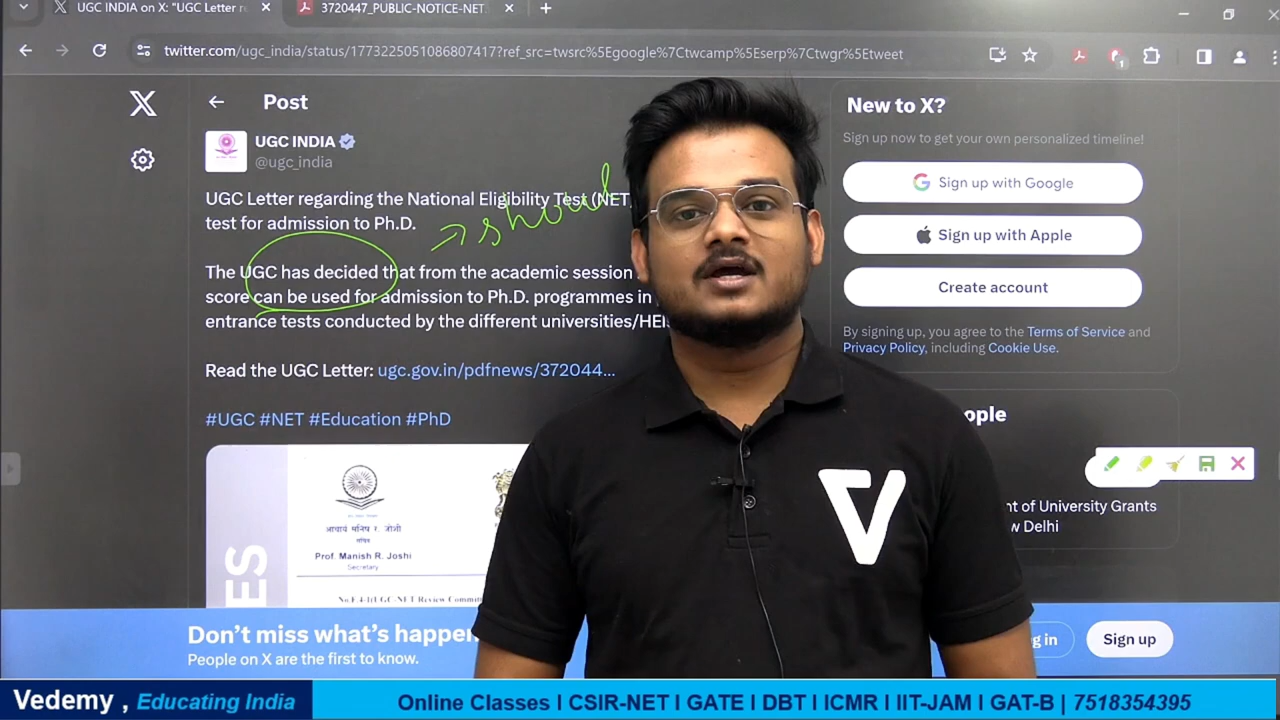 UGC INDIA on X: "UGC Letter r
3720447_PUBLIC-NOTICE-NET
twitter.com/ugc_india/status/1773225051086807417?ref_src=twsrc%5Egoogle%7Ctwcamp%5Eserp%7Ctwgr%5Etweet
Post
UGC INDIA
@ugc_india
UGC Letter regarding the National Eligibility Test (NET
test for admission to Ph.D.
→ should
The UGC has decided that from the academic session
score can be used for admission to Ph.D. programmes in
entrance tests conducted by the different universities/HEIs
Read the UGC Letter: ugc.gov.in/pdfnews/372044...
#UGC #NET #Education #PhD
आचार्य मनिष र. जोशी
सचिव
Prof. Manish R. Joshi
Secretary
ES
New to X?
Sign up now to get your own personalized timeline!
Sign up with Google
Sign up with Apple
Create account
By signing up, you agree to the Terms of Service and
Privacy Policy, including Cookie Use.
ople
nt of University Grants
w Delhi
Don't miss what's happen
People on X are the first to know.
g in
Sign up
V
Vedemy , Educating India
Online Classes I CSIR-NET I GATE I DBT I ICMR I IIT-JAM I GAT-B | 7518354395